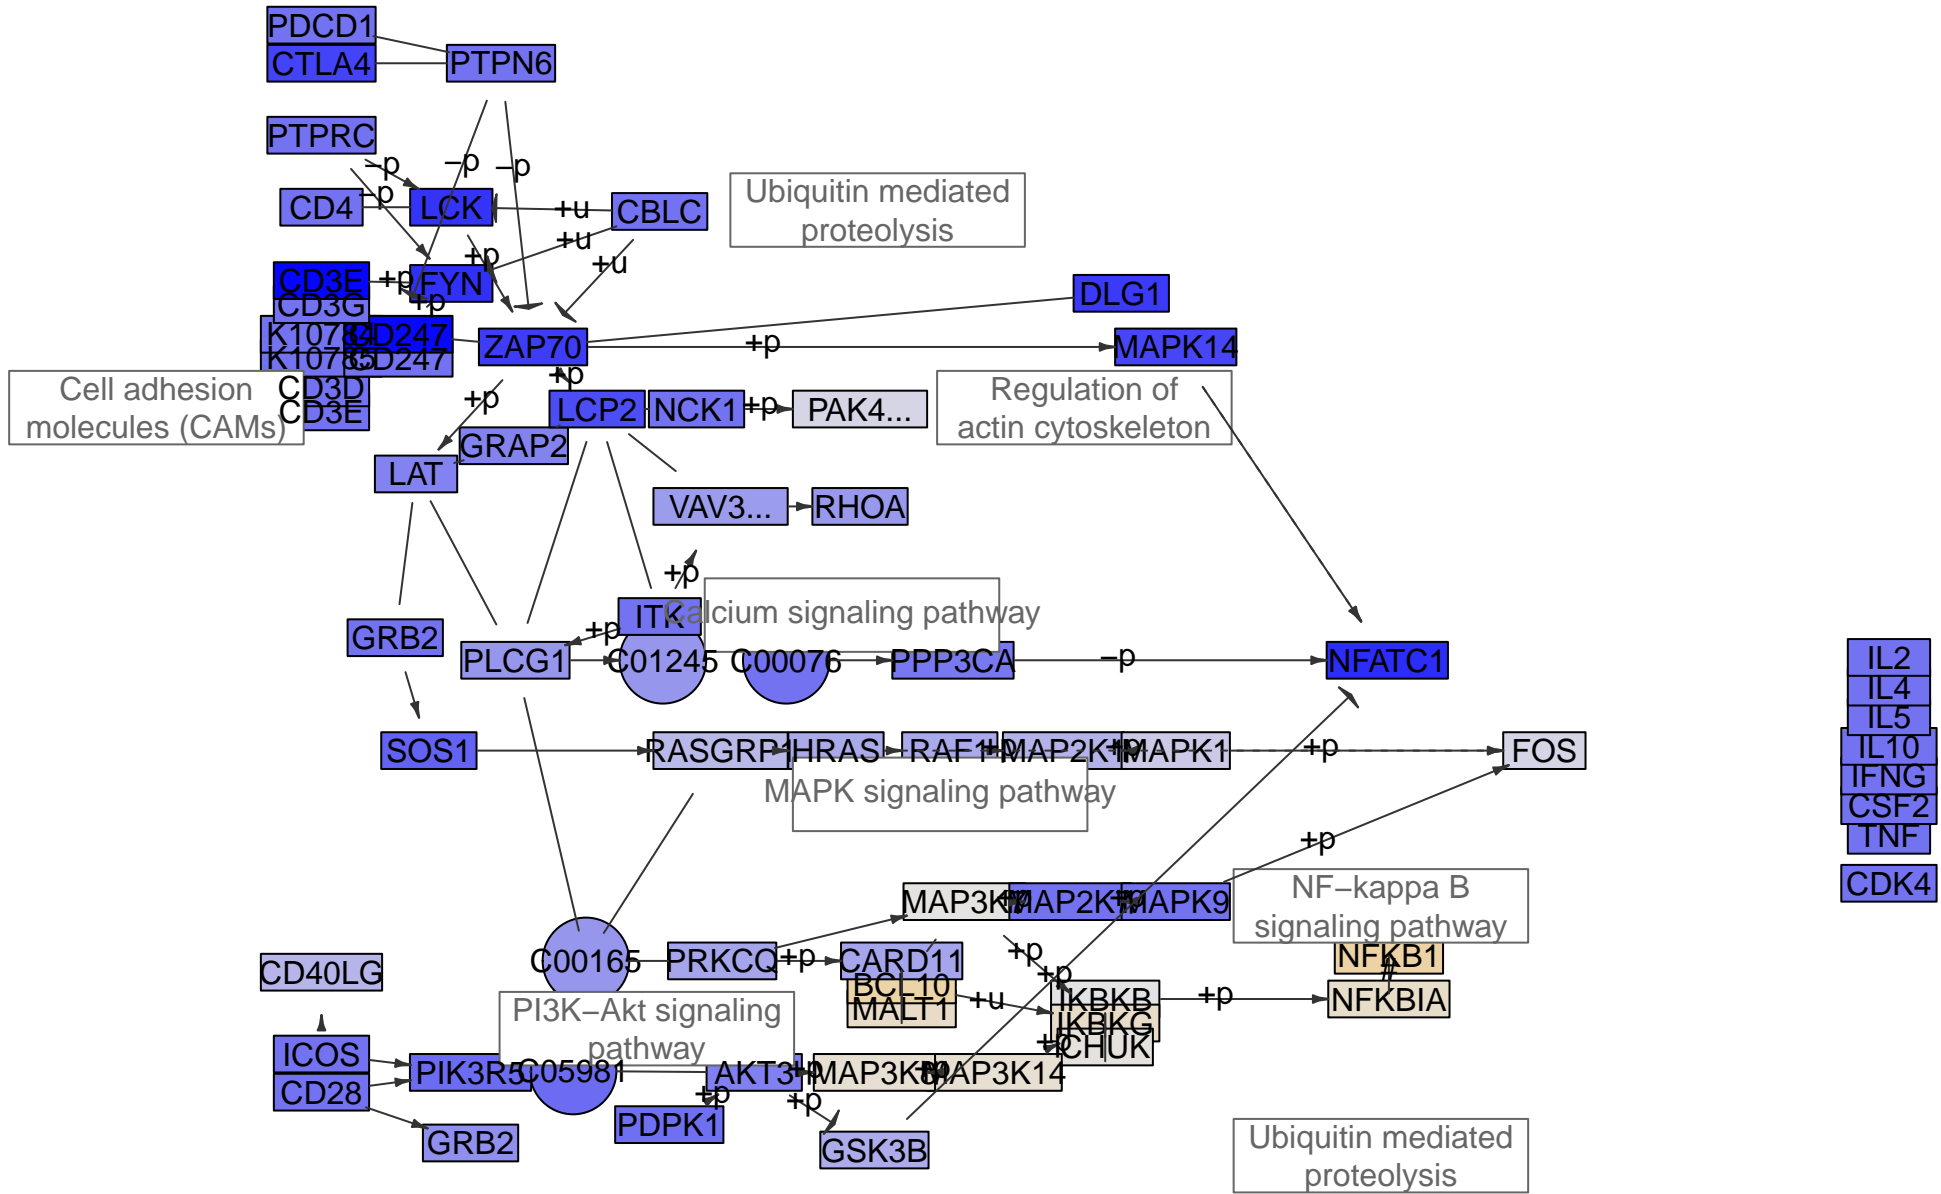 PDCD1
CTLA4
PTPN6
PTPRC
−p
−p
−p
−p
CD4
LCK
+u
CBLC
Ubiquitin mediated
proteolysis
+u
+p
+u
CD3E
+p
FYN
CD3G
+p
DLG1
CD247
ZAP70
+p
MAPK14
CD247
+p
CD3D
CD3E
Cell adhesion
molecules (CAMs)
+p
LCP2
NCK1
+p
PAK4...
Regulation of
actin cytoskeleton
GRAP2
LAT
VAV3...
RHOA
+p
ITK
Calcium signaling pathway
GRB2
+p
PLCG1
C01245
C00076
PPP3CA
−p
NFATC1
IL2
IL4
IL5
IL10
IFNG
CSF2
TNF
CDK4
SOS1
RASGRP1
HRAS
RAF1
+p
MAP2K1
+p
MAPK1
+p
FOS
MAPK signaling pathway
+p
MAPK9
NF−kappa B
signaling pathway
+p
+p
C00165
PRKCQ
+p
CARD11
NFKB1
CD40LG
BCL10
MALT1
+u
IKBKB
IKBKG
CHUK
+p
+p
NFKBIA
PI3K−Akt signaling
pathway
ICOS
CD28
PIK3R5
C05981
AKT3
+p
MAP3K8
+p
MAP3K14
+p
+p
PDPK1
GRB2
GSK3B
Ubiquitin mediated
proteolysis